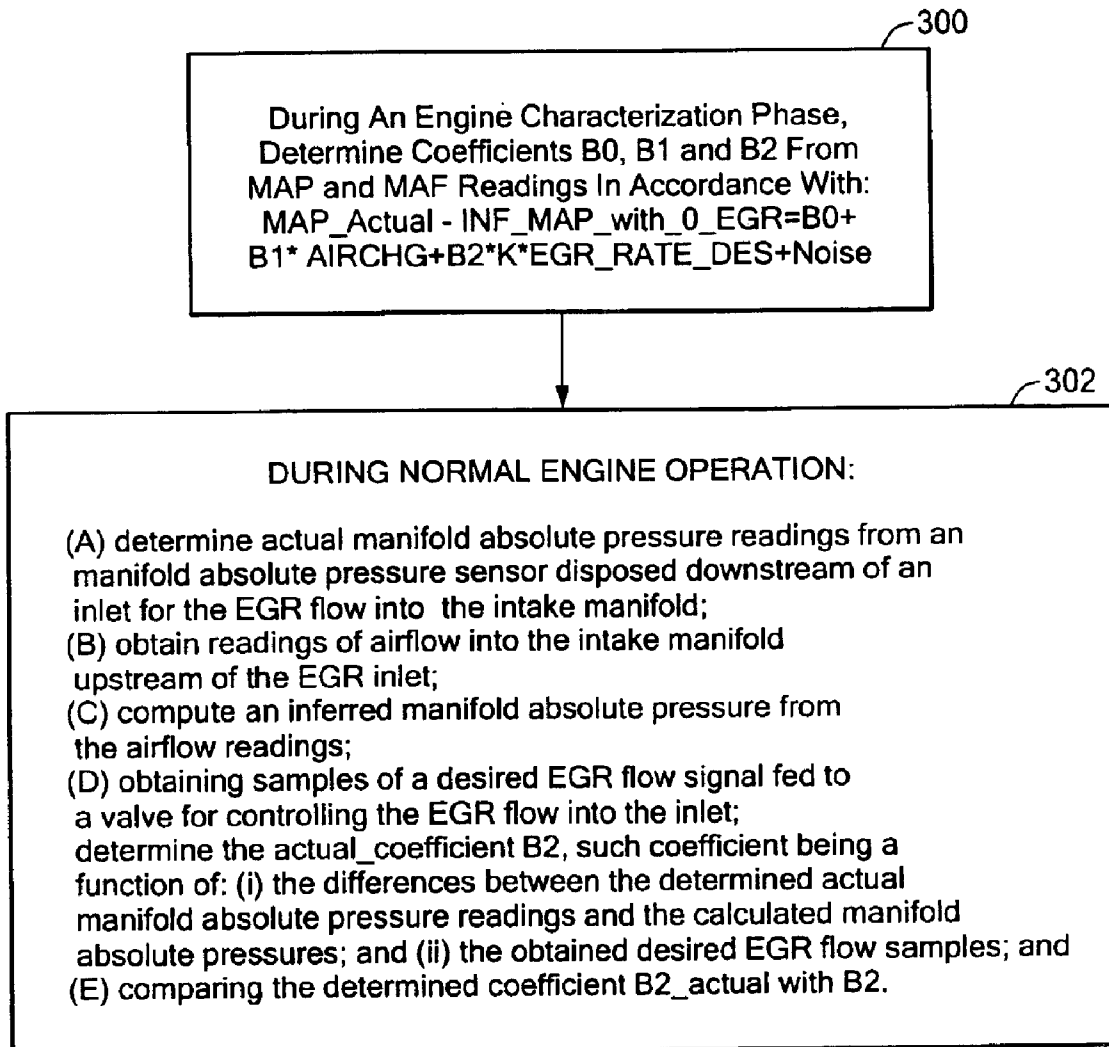 300
During An Engine Characterization Phase,
Determine Coefficients B0, B1 and B2 From
MAP and MAF Readings In Accordance With:
MAP_Actual - INF_MAP_with_0_EGR=B0+
B1* AIRCHG+B2*K*EGR_RATE_DES+Noise
302
DURING NORMAL ENGINE OPERATION:
(A) determine actual manifold absolute pressure readings from an
manifold absolute pressure sensor disposed downstream of an
inlet for the EGR flow into the intake manifold;
(B) obtain readings of airflow into the intake manifold
upstream of the EGR inlet;
(C) compute an inferred manifold absolute pressure from
the airflow readings;
(D) obtaining samples of a desired EGR flow signal fed to
a valve for controlling the EGR flow into the inlet;
determine the actual_coefficient B2, such coefficient being a
function of: (i) the differences between the determined actual
manifold absolute pressure readings and the calculated manifold
absolute pressures; and (ii) the obtained desired EGR flow samples; and
(E) comparing the determined coefficient B2_actual with B2.